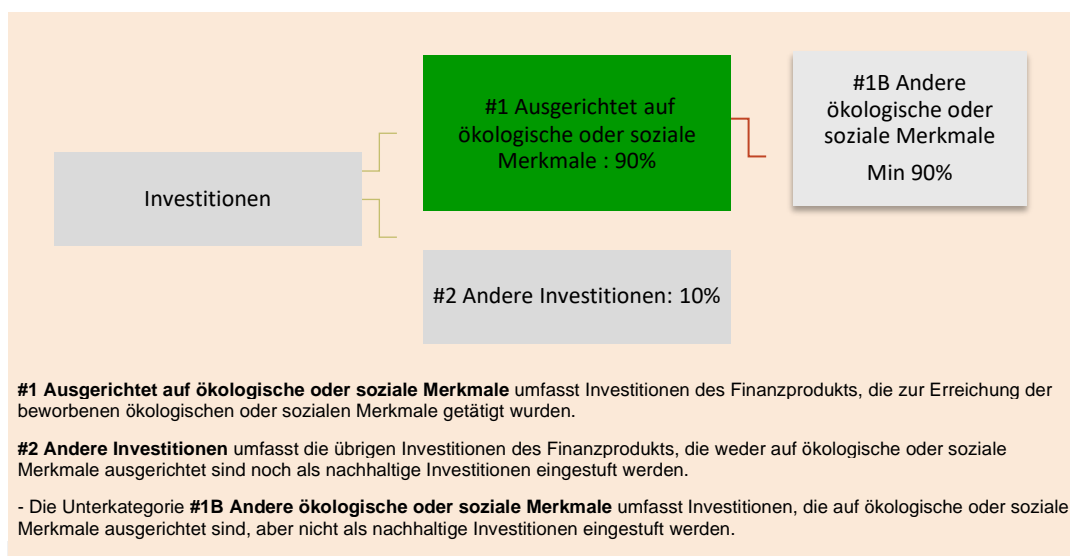 #1 Ausgerichtet auf
ökologische oder soziale
Merkmale : 90%
#1B Andere
ökologische oder
soziale Merkmale
Min 90%
Investitionen
#2 Andere Investitionen: 10%
#1 Ausgerichtet auf ökologische oder soziale Merkmale umfasst Investitionen des Finanzprodukts, die zur Erreichung der
beworbenen ökologischen oder sozialen Merkmale getätigt wurden.
#2 Andere Investitionen umfasst die übrigen Investitionen des Finanzprodukts, die weder auf ökologische oder soziale
Merkmale ausgerichtet sind noch als nachhaltige Investitionen eingestuft werden.
- Die Unterkategorie #1B Andere ökologische oder soziale Merkmale umfasst Investitionen, die auf ökologische oder soziale
Merkmale ausgerichtet sind, aber nicht als nachhaltige Investitionen eingestuft werden.